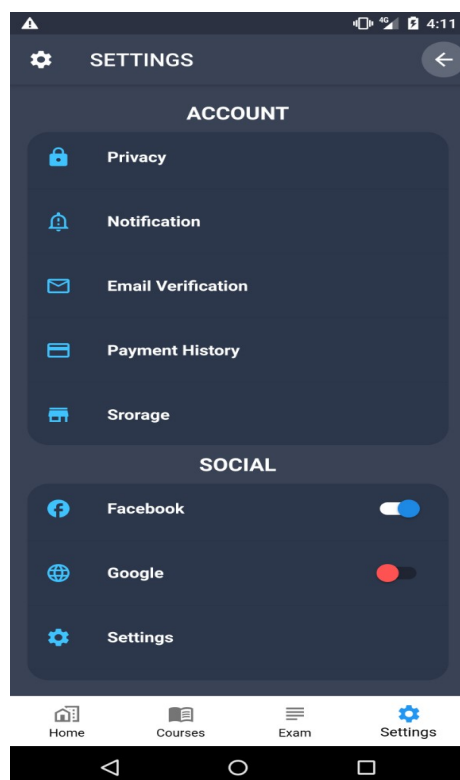 4G 4:11
SETTINGS
ACCOUNT
Privacy
Notification
Email Verification
Payment History
Srorage
SOCIAL
Facebook
Google
Settings
Home Courses Exam Settings